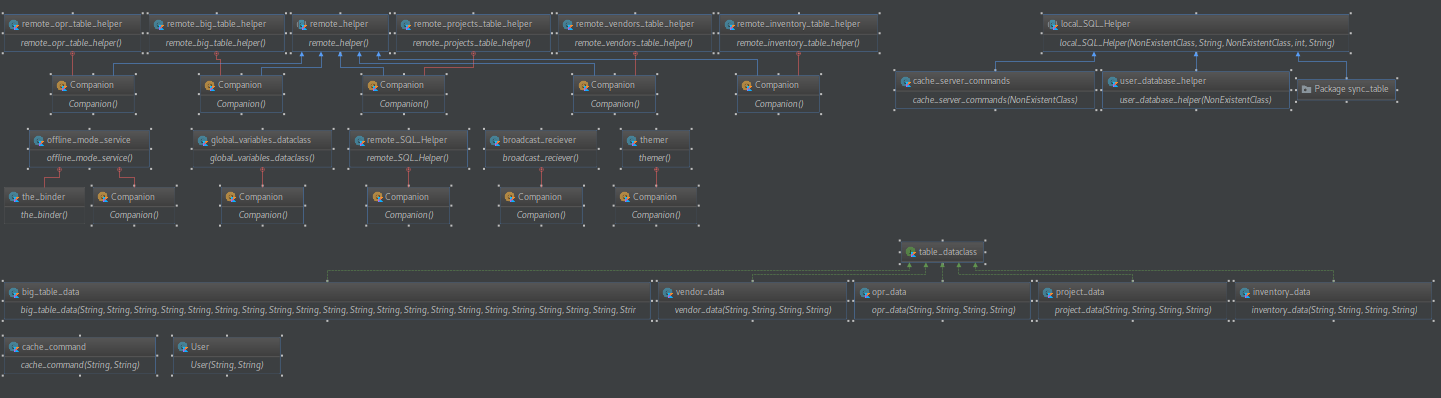 remote_opr_table_helper
remote_opr_table_helper()
remote_big_table_helper
remote_big_table_helper()
remote_helper
remote_helper()
remote_projects_table_helper
remote_projects_table_helper()
remote_vendors_table_helper
remote_vendors_table_helper()
remote_inventory_table_helper
remote_inventory_table_helper()
local_SQL_Helper
local_SQL_Helper(NonExistentClass, String, NonExistentClass, int, String)
Companion
Companion()
Companion
Companion()
Companion
Companion()
Companion
Companion()
Companion
Companion()
cache_server_commands
cache_server_commands(NonExistentClass)
user_database_helper
user_database_helper(NonExistentClass)
Package sync_table
offline_mode_service
offline_mode_service()
global_variables_dataclass
global_variables_dataclass()
remote_SQL_Helper
remote_SQL_Helper()
broadcast_reciever
broadcast_reciever()
themer
themer()
the_binder
the_binder()
Companion
Companion()
Companion
Companion()
Companion
Companion()
Companion
Companion()
Companion
Companion()
table_dataclass
big_table_data
big_table_data(String, String, String, String, String, String, String, String, String, String, String, String, String, String, String, String, String, String, String, String, Strir
vendor_data
vendor_data(String, String, String, String)
opr_data
opr_data(String, String, String, String)
project_data
project_data(String, String, String, String)
inventory_data
inventory_data(String, String, String, String)
cache_command
cache_command(String, String)
User
User(String, String)